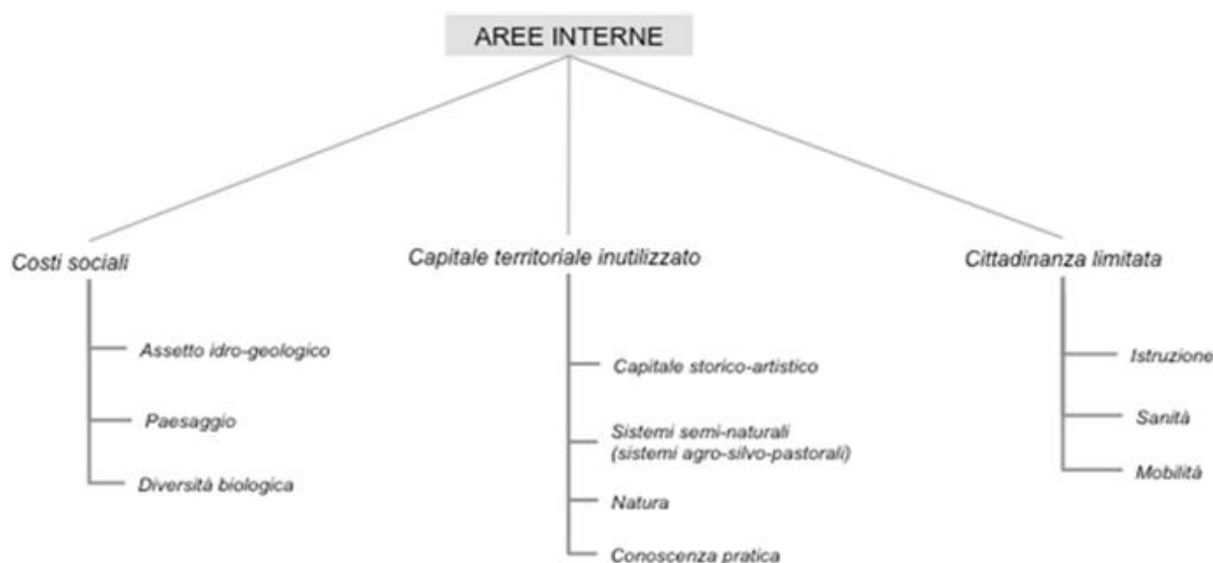 AREE INTERNE
Costi sociali
Assetto idro-geologico
Paesaggio
Diversità biologica
Capitale territoriale inutilizzato
Capitale storico-artistico
Sistemi semi-naturali
(sistemi agro-silvo-pastorali)
Natura
Conoscenza pratica
Cittadinanza limitata
Istruzione
Sanità
Mobilità